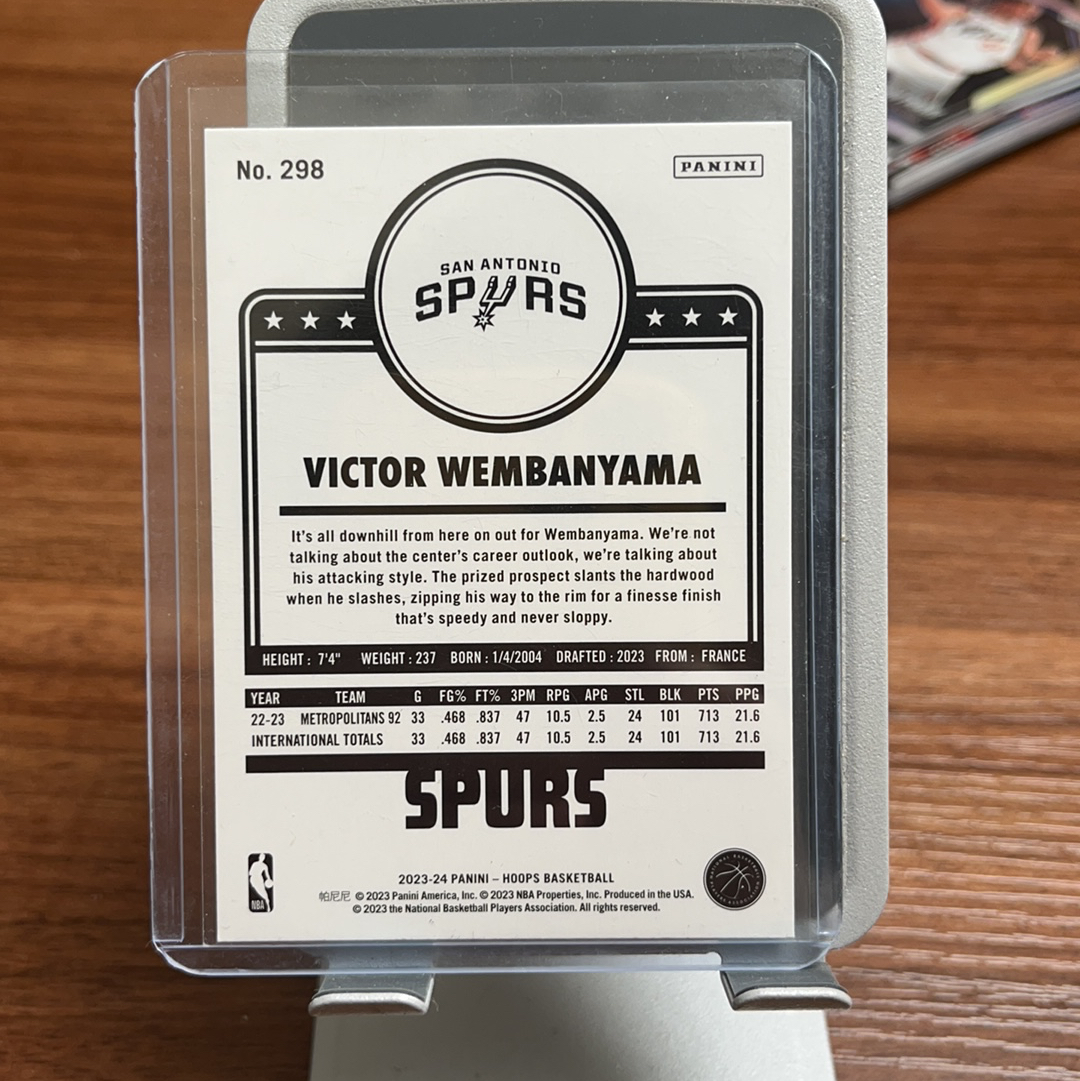 No. 298
PANINI
SAN ANTONIO
SPURS
VICTOR WEMBANYAMA
It's all downhill from here on out for Wembanyama. We're not
talking about the center's career outlook, we're talking about
his attacking style. The prized prospect slants the hardwood
when he slashes, zipping his way to the rim for a finesse finish
that's speedy and never sloppy.
HEIGHT : 7'4" WEIGHT : 237 BORN : 1/4/2004 DRAFTED : 2023 FROM : FRANCE
YEAR TEAM G FG% FT% 3PM RPG APG STL BLK PTS PPG
22-23 METROPOLITANS 92 33 .468 .837 47 10.5 2.5 24 101 713 21.6
INTERNATIONAL TOTALS 33 .468 .837 47 10.5 2.5 24 101 713 21.6
SPURS
2023-24 PANINI – HOOPS BASKETBALL
帕尼尼 © 2023 Panini America, Inc. © 2023 NBA Properties, Inc. Produced in the USA.
© 2023 the National Basketball Players Association. All rights reserved.
NBA